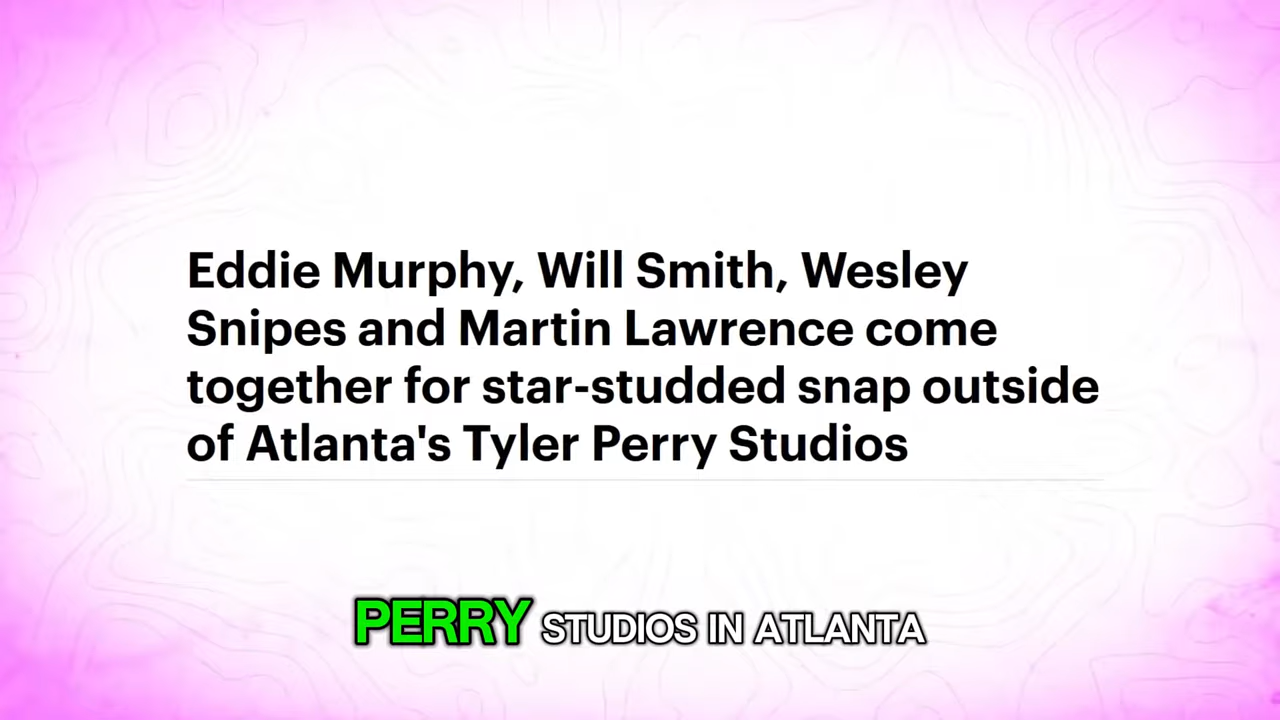 Eddie Murphy, Will Smith, Wesley
Snipes and Martin Lawrence come
together for star-studded snap outside
of Atlanta's Tyler Perry Studios
PERRY STUDIOS IN ATLANTA